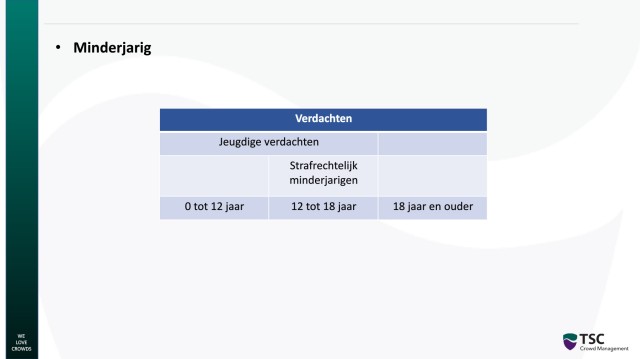 • Minderjarig
Verdachten
Jeugdige verdachten
Strafrechtelijk
minderjarigen
0 tot 12 jaar
12 tot 18 jaar
18 jaar en ouder
WE
LOVE
CROWDS
TSC
Crowd Management